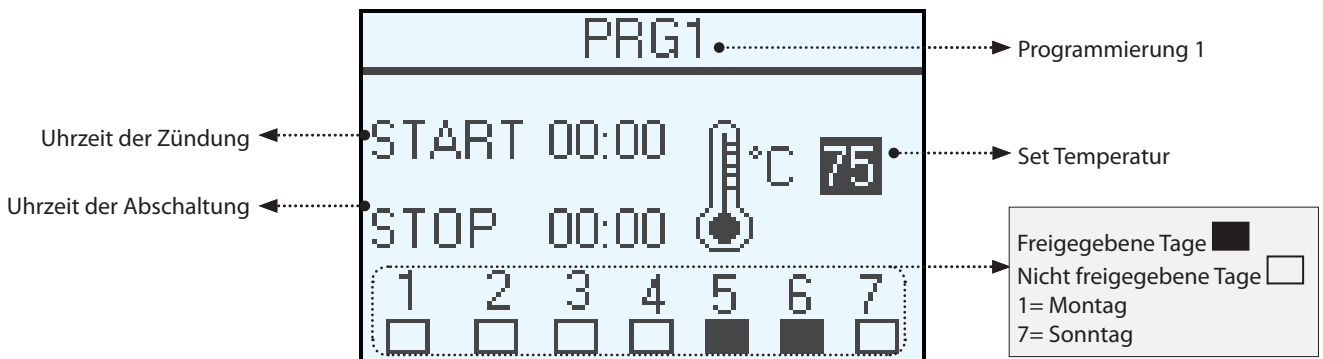 PRG1
Programmierung 1
Uhrzeit der Zündung
START 00:00
°C 75
Set Temperatur
Uhrzeit der Abschaltung
STOP 00:00
1 2 3 4 5 6 7
Freigegebene Tage
Nicht freigegebene Tage
1= Montag
7= Sonntag